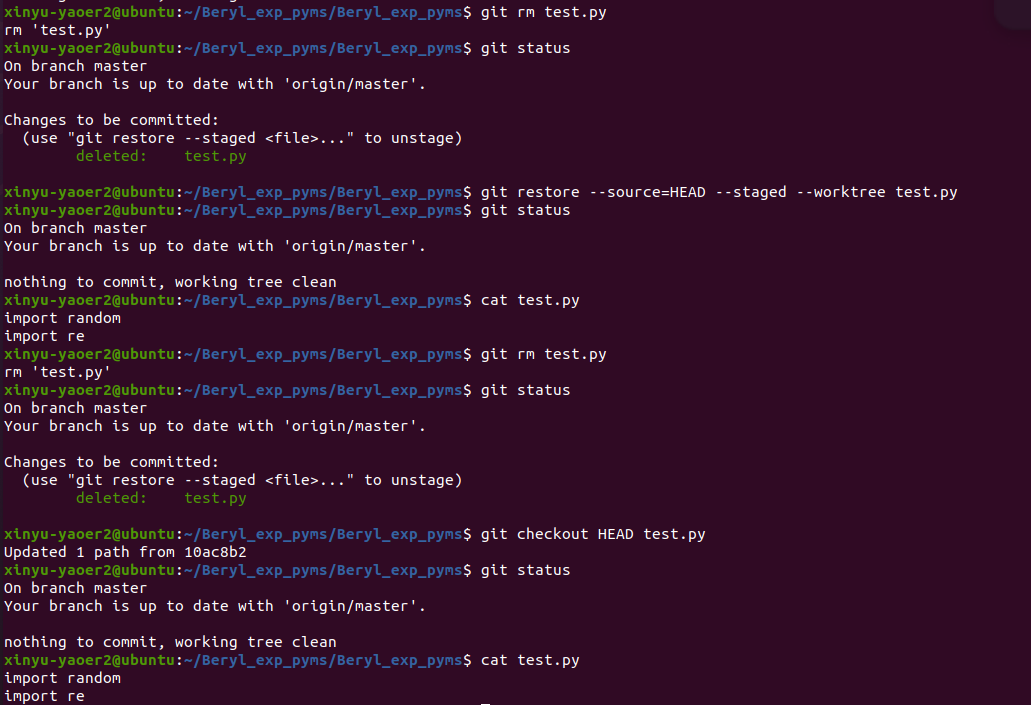 xinyu-yaoer2@ubuntu:~/Beryl_exp_pyms/Beryl_exp_pyms$ git rm test.py
rm 'test.py'
xinyu-yaoer2@ubuntu:~/Beryl_exp_pyms/Beryl_exp_pyms$ git status
On branch master
Your branch is up to date with 'origin/master'.
Changes to be committed:
  (use "git restore --staged <file>..." to unstage)
        deleted:    test.py
xinyu-yaoer2@ubuntu:~/Beryl_exp_pyms/Beryl_exp_pyms$ git restore --source=HEAD --staged --worktree test.py
xinyu-yaoer2@ubuntu:~/Beryl_exp_pyms/Beryl_exp_pyms$ git status
On branch master
Your branch is up to date with 'origin/master'.
nothing to commit, working tree clean
xinyu-yaoer2@ubuntu:~/Beryl_exp_pyms/Beryl_exp_pyms$ cat test.py
import random
import re
xinyu-yaoer2@ubuntu:~/Beryl_exp_pyms/Beryl_exp_pyms$ git rm test.py
rm 'test.py'
xinyu-yaoer2@ubuntu:~/Beryl_exp_pyms/Beryl_exp_pyms$ git status
On branch master
Your branch is up to date with 'origin/master'.
Changes to be committed:
  (use "git restore --staged <file>..." to unstage)
        deleted:    test.py
xinyu-yaoer2@ubuntu:~/Beryl_exp_pyms/Beryl_exp_pyms$ git checkout HEAD test.py
Updated 1 path from 10ac8b2
xinyu-yaoer2@ubuntu:~/Beryl_exp_pyms/Beryl_exp_pyms$ git status
On branch master
Your branch is up to date with 'origin/master'.
nothing to commit, working tree clean
xinyu-yaoer2@ubuntu:~/Beryl_exp_pyms/Beryl_exp_pyms$ cat test.py
import random
import re